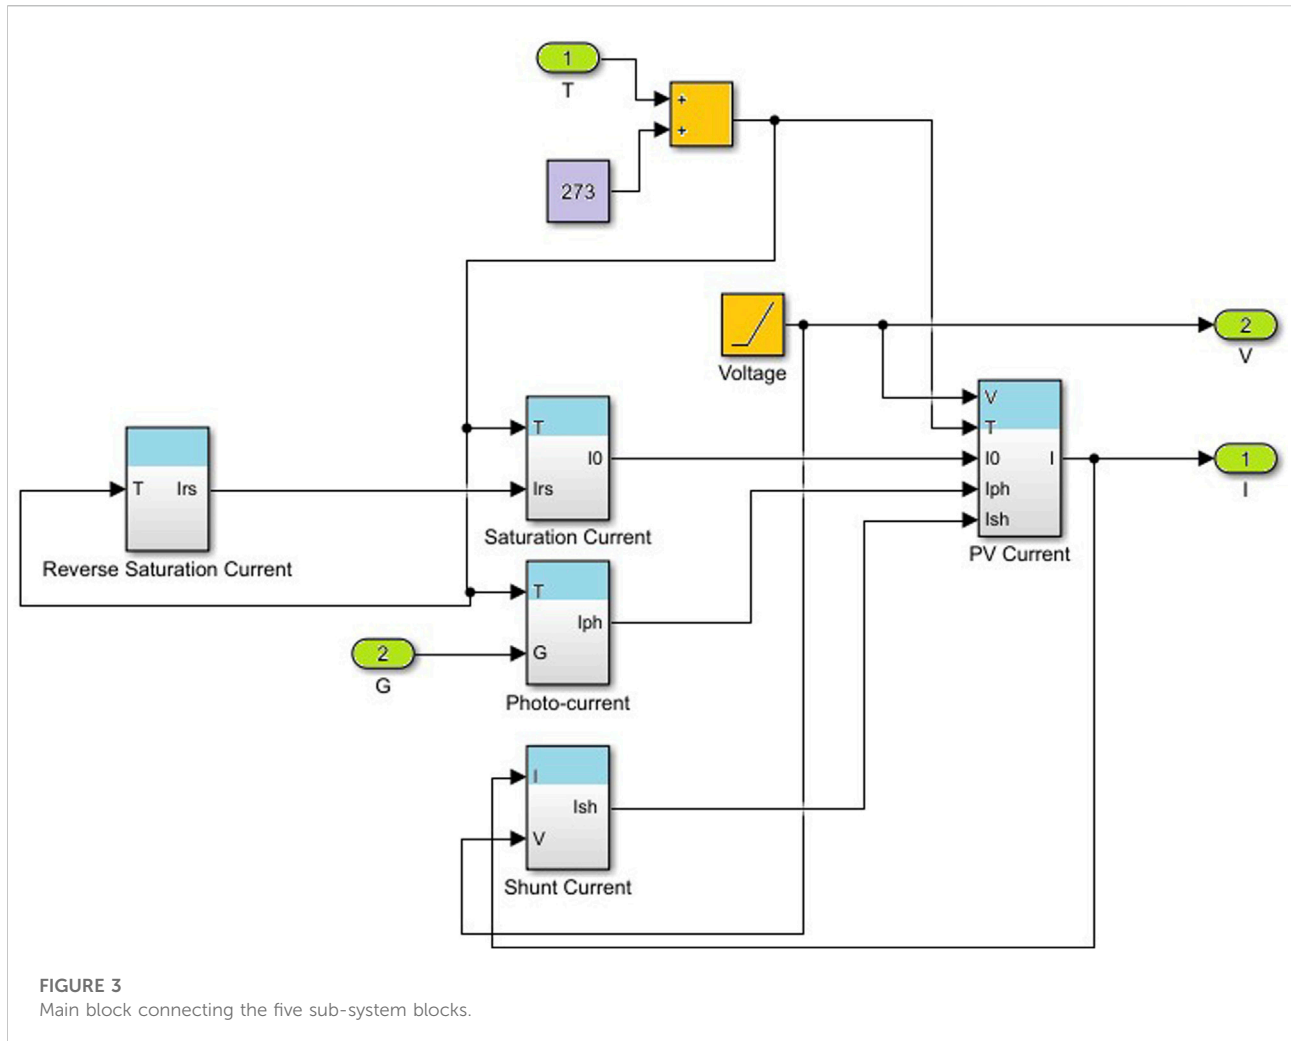 1
T
+
+
273
Voltage
2
V
V
T
I0
I
Iph
Ish
PV Current
1
I
T
I0
Irs
Saturation Current
T
Irs
Reverse Saturation Current
T
Iph
G
Photo-current
2
G
I
Ish
V
Shunt Current
FIGURE 3
Main block connecting the five sub-system blocks.